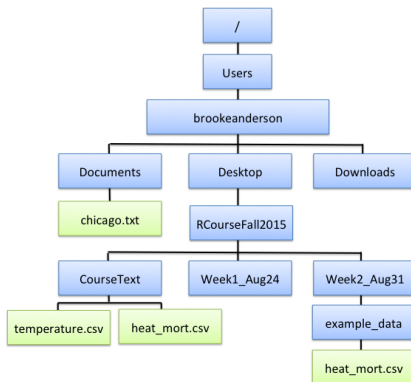 /
Users
brookeanderson
Documents
Desktop
Downloads
chicago.txt
RCourseFall2015
CourseText
Week1_Aug24
Week2_Aug31
temperature.csv
heat_mort.csv
example_data
heat_mort.csv